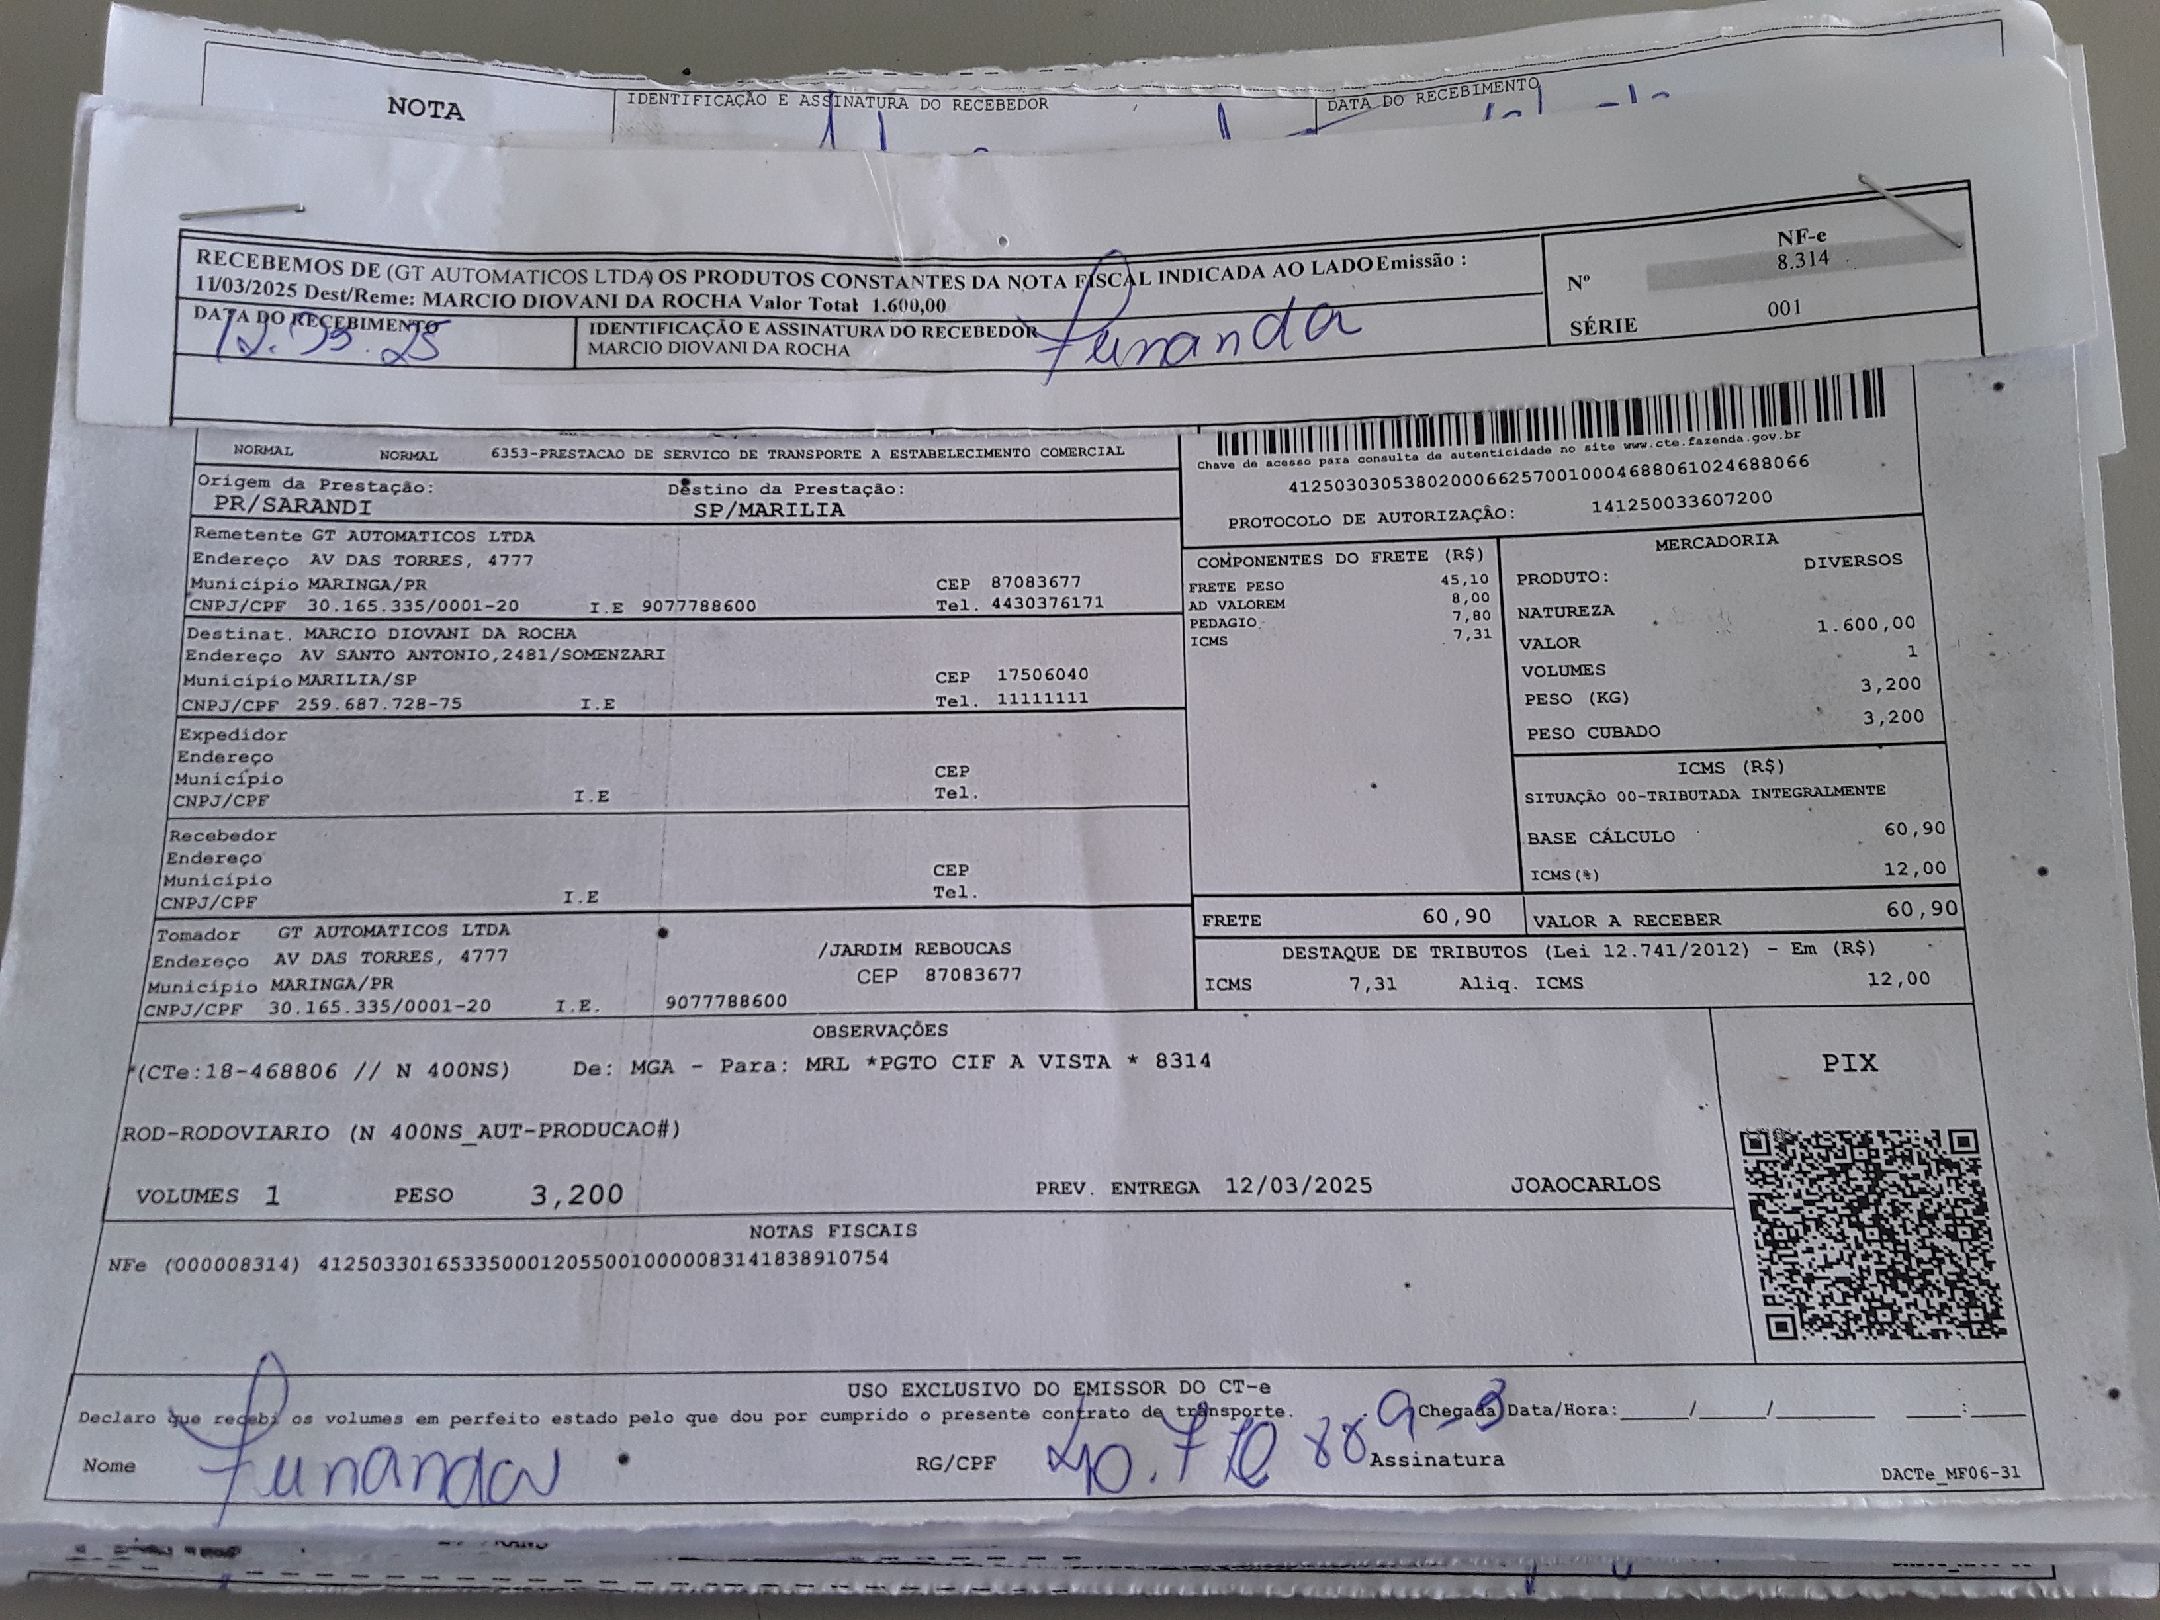 NOTA
IDENTIFICAÇÃO E ASSINATURA DO RECEBEDOR
DATA DO RECEBIMENTO
RECEBEMOS DE (GT AUTOMATICOS LTDA) OS PRODUTOS CONSTANTES DA NOTA FISCAL INDICADA AO LADO Emissão :
11/03/2025 Dest/Reme: MARCIO DIOVANI DA ROCHA Valor Total 1.600,00
DATA DO RECEBIMENTO
IDENTIFICAÇÃO E ASSINATURA DO RECEBEDOR
MARCIO DIOVANI DA ROCHA
Fernanda
NF-e
Nº 8.314
SÉRIE 001
NORMAL NORMAL 6353-PRESTACAO DE SERVICO DE TRANSPORTE A ESTABELECIMENTO COMERCIAL
Origem da Prestação: Destino da Prestação:
PR/SARANDI SP/MARILIA
Remetente GT AUTOMATICOS LTDA
Endereço AV DAS TORRES, 4777
Município MARINGA/PR CEP 87083677
CNPJ/CPF 30.165.335/0001-20 I.E 9077788600 Tel. 4430376171
Destinat. MARCIO DIOVANI DA ROCHA
Endereço AV SANTO ANTONIO,2481/SOMENZARI
Município MARILIA/SP CEP 17506040
CNPJ/CPF 259.687.728-75 I.E Tel. 11111111
Expedidor
Endereço
Município CEP
CNPJ/CPF I.E Tel.
Recebedor
Endereço
Município CEP
CNPJ/CPF I.E Tel.
Tomador GT AUTOMATICOS LTDA
Endereço AV DAS TORRES, 4777 /JARDIM REBOUCAS
Município MARINGA/PR CEP 87083677
CNPJ/CPF 30.165.335/0001-20 I.E. 9077788600
Chave de acesso para consulta de autenticidade no site www.cte.fazenda.gov.br
41250303053802000662570010004688061024688066
PROTOCOLO DE AUTORIZAÇÃO: 141250033607200
COMPONENTES DO FRETE (R$)
FRETE PESO 45,10
AD VALOREM 8,00
PEDAGIO 7,80
ICMS 7,31
MERCADORIA
PRODUTO: DIVERSOS
NATUREZA
VALOR 1.600,00
VOLUMES 1
PESO (KG) 3,200
PESO CUBADO 3,200
ICMS (R$)
SITUAÇÃO 00-TRIBUTADA INTEGRALMENTE
BASE CÁLCULO 60,90
ICMS(%) 12,00
FRETE 60,90 VALOR A RECEBER 60,90
DESTAQUE DE TRIBUTOS (Lei 12.741/2012) - Em (R$)
ICMS 7,31 Aliq. ICMS 12,00
OBSERVAÇÕES
*(CTe:18-468806 // N 400NS) De: MGA - Para: MRL *PGTO CIF A VISTA * 8314
ROD-RODOVIARIO (N 400NS_AUT-PRODUCAO#)
VOLUMES 1 PESO 3,200 PREV. ENTREGA 12/03/2025 JOAOCARLOS
PIX
NOTAS FISCAIS
NFe (000008314) 41250330165335000120550010000083141838910754
USO EXCLUSIVO DO EMISSOR DO CT-e
Declaro que recebi os volumes em perfeito estado pelo que dou por cumprido o presente contrato de transporte. Chegada Data/Hora:____/____/____ ___:___
Nome Fernanda RG/CPF Assinatura
DACTe_MF06-31